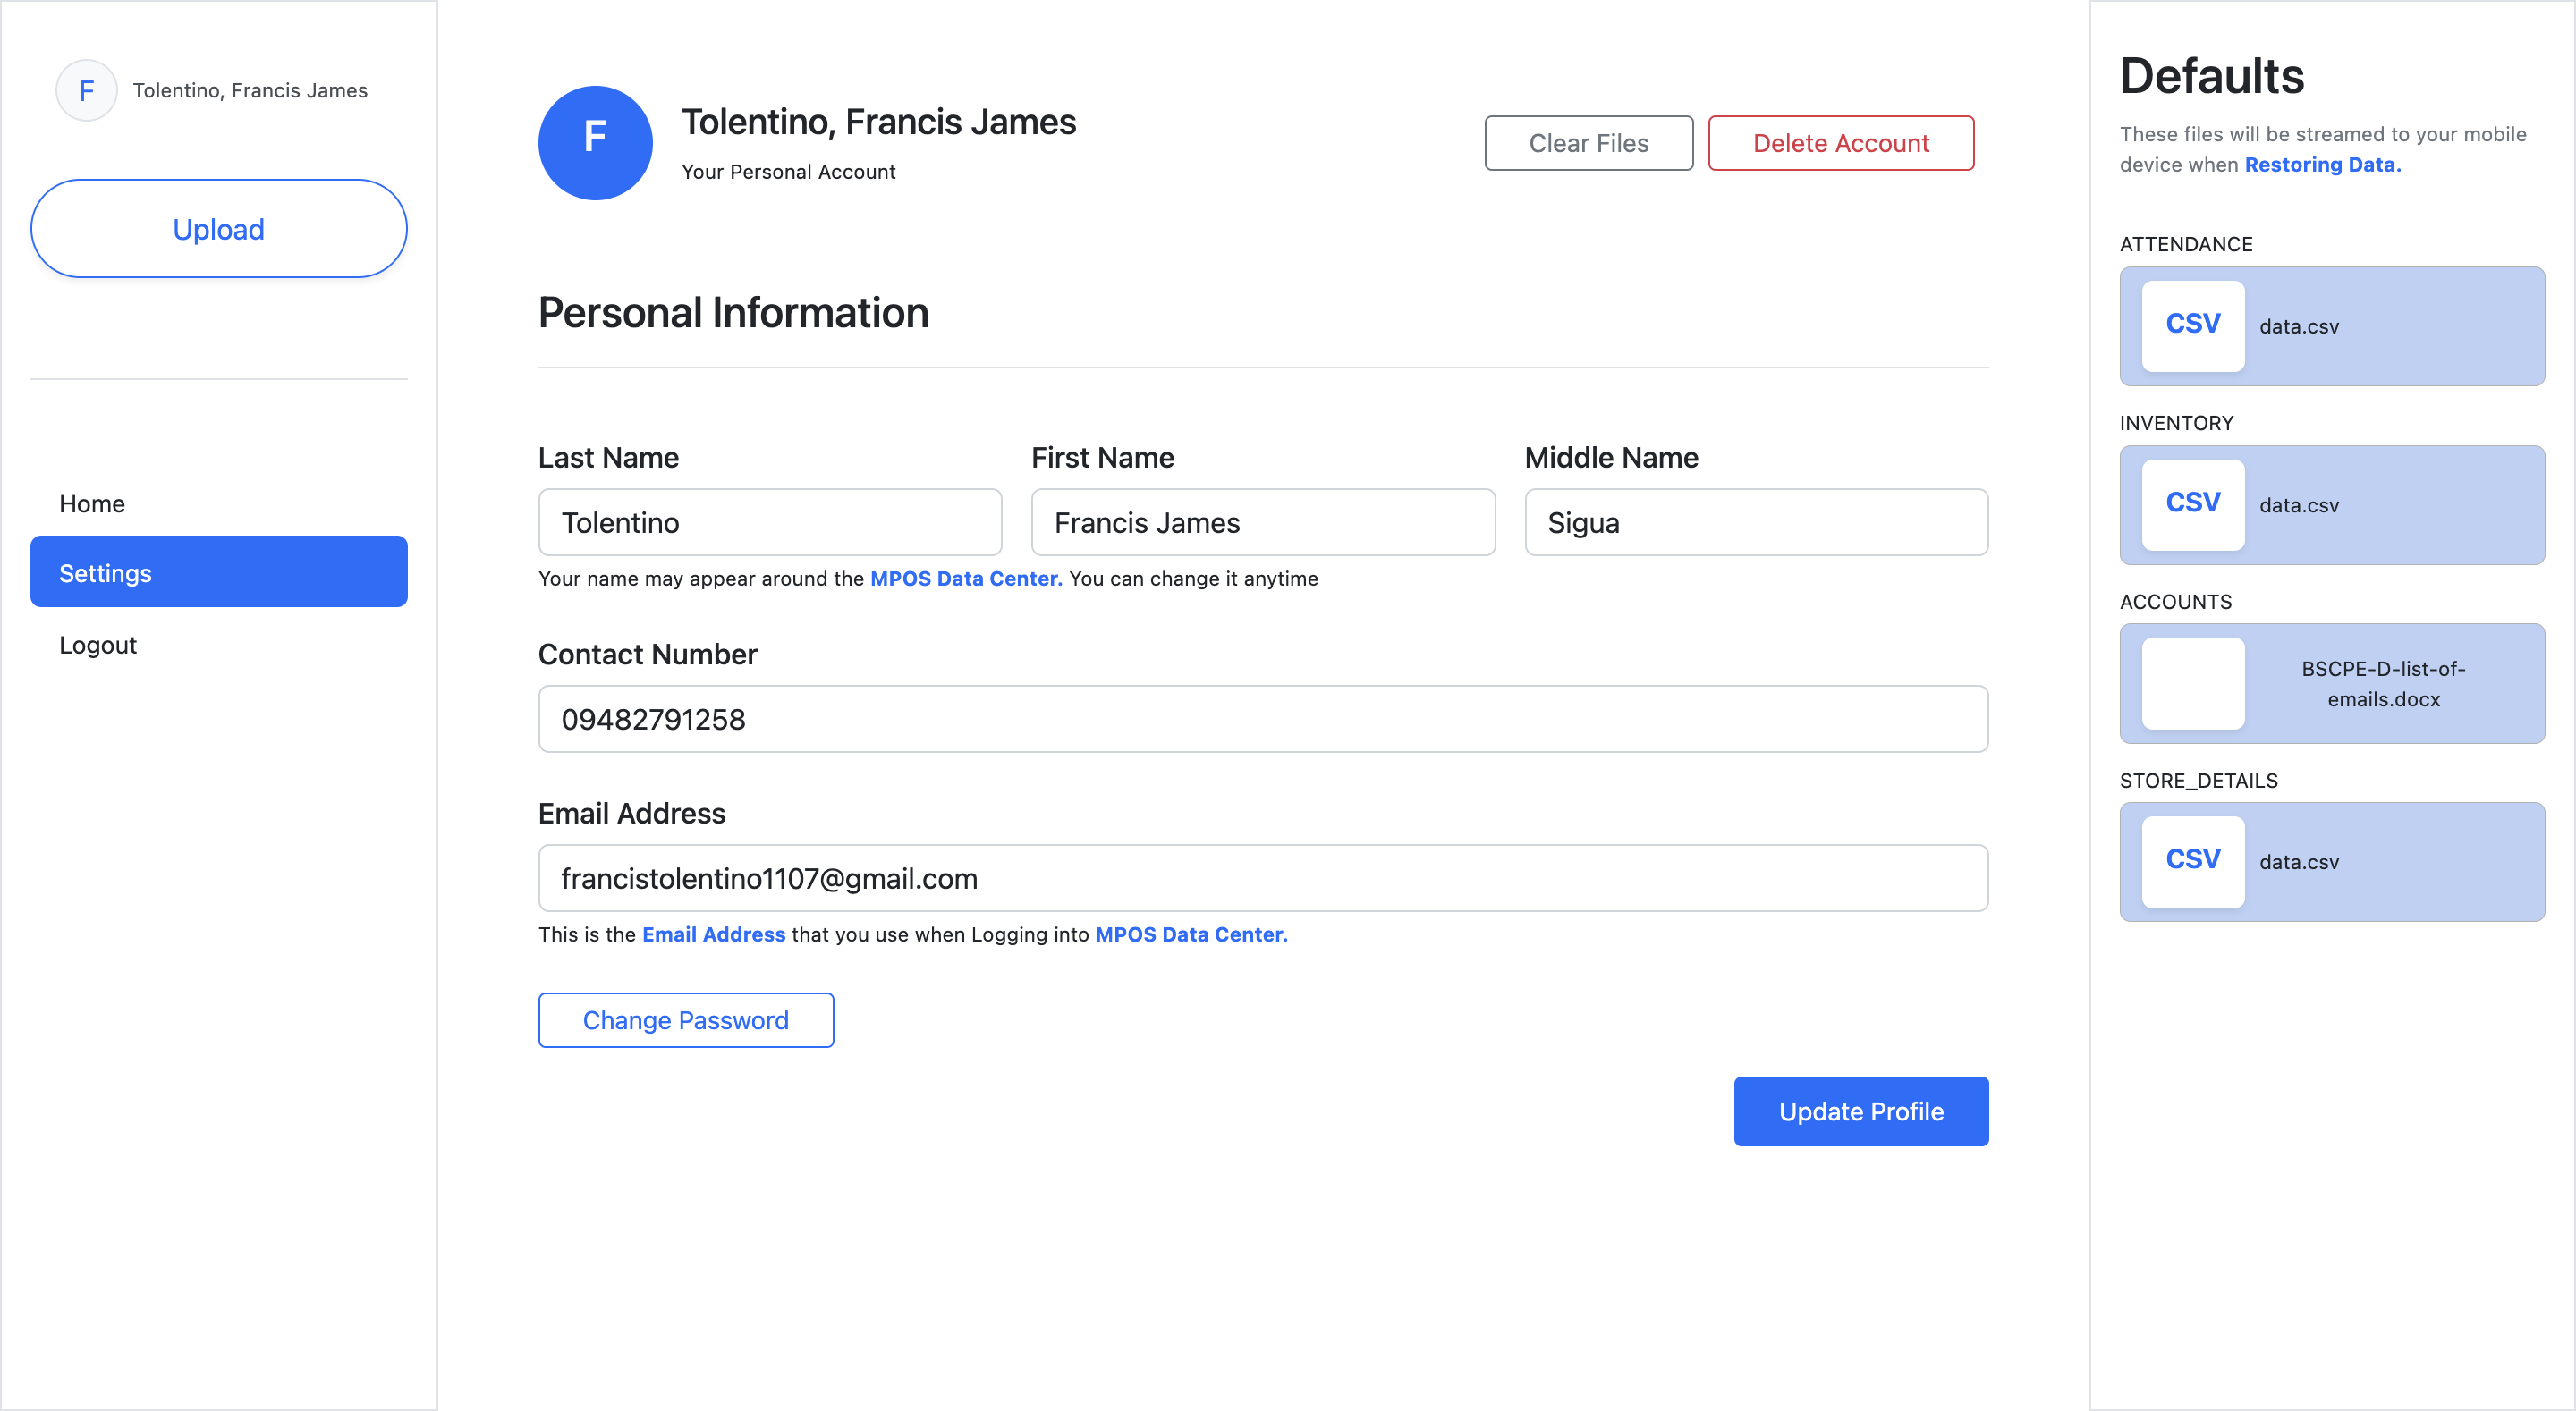 F
Tolentino, Francis James
Upload
Home
Settings
Logout
F
Tolentino, Francis James
Your Personal Account
Clear Files
Delete Account
Personal Information
Last Name
First Name
Middle Name
Tolentino
Francis James
Sigua
Your name may appear around the MPOS Data Center. You can change it anytime
Contact Number
09482791258
Email Address
francistolentino1107@gmail.com
This is the Email Address that you use when Logging into MPOS Data Center.
Change Password
Update Profile
Defaults
These files will be streamed to your mobile
device when Restoring Data.
ATTENDANCE
CSV
data.csv
INVENTORY
CSV
data.csv
ACCOUNTS
BSCPE-D-list-of-
emails.docx
STORE_DETAILS
CSV
data.csv